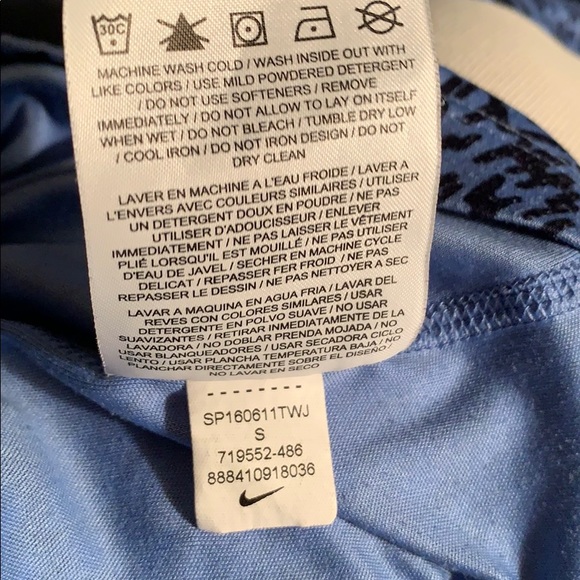 30C
MACHINE WASH COLD / WASH INSIDE OUT WITH
LIKE COLORS / USE MILD POWDERED DETERGENT
/ DO NOT USE SOFTENERS / REMOVE
IMMEDIATELY / DO NOT ALLOW TO LAY ON ITSELF
WHEN WET / DO NOT BLEACH / TUMBLE DRY LOW
/ COOL IRON / DO NOT IRON DESIGN / DO NOT
DRY CLEAN
LAVER EN MACHINE A L'EAU FROIDE / LAVER A
L'ENVERS AVEC COULEURS SIMILAIRES / UTILISER
UN DETERGENT DOUX EN POUDRE / NE PAS
UTILISER D'ADOUCISSEUR / ENLEVER
IMMEDIATEMENT / NE PAS LAISSER LE VÊTEMENT
PLIÉ LORSQU'IL EST MOUILLÉ / NE PAS UTILISER
D'EAU DE JAVEL / SECHER EN MACHINE CYCLE
DELICAT / REPASSER FER FROID / NE PAS
REPASSER LE DESSIN / NE PAS NETTOYER A SEC
LAVAR A MAQUINA EN AGUA FRIA / LAVAR DEL
REVES CON COLORES SIMILARES / USAR
DETERGENTE EN POLVO SUAVE / NO USAR
SUAVIZANTES / RETIRAR INMEDIATAMENTE DE LA
LAVADORA / NO DOBLAR PRENDA MOJADA / NO
USAR BLANQUEADORES / USAR SECADORA CICLO
LENTO / USAR PLANCHA TEMPERATURA BAJA / NO
PLANCHAR DIRECTAMENTE SOBRE EL DISEÑO /
NO LAVAR EN SECO
SP160611TWJ
S
719552-486
888410918036